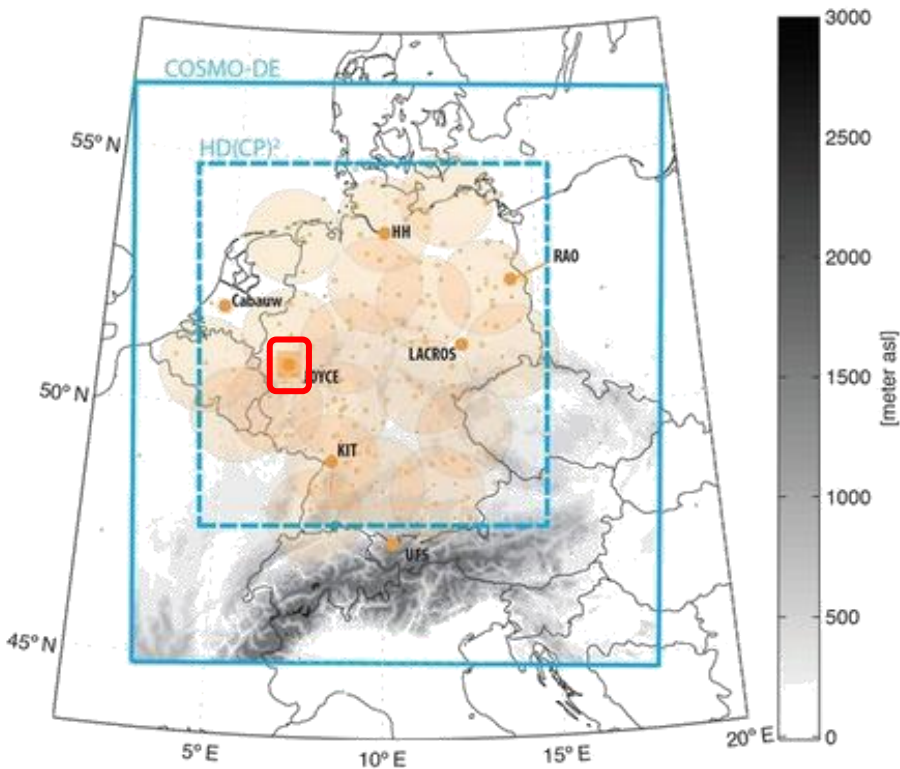 3000
COSMO-DE
2500
55° N
HD(CP)²
HH
RAO
2000
Cabauw
LACROS
JOYCE
1500
[meter asl]
50° N
KIT
1000
UFS
500
45° N
0
5° E
10° E
15° E
20° E